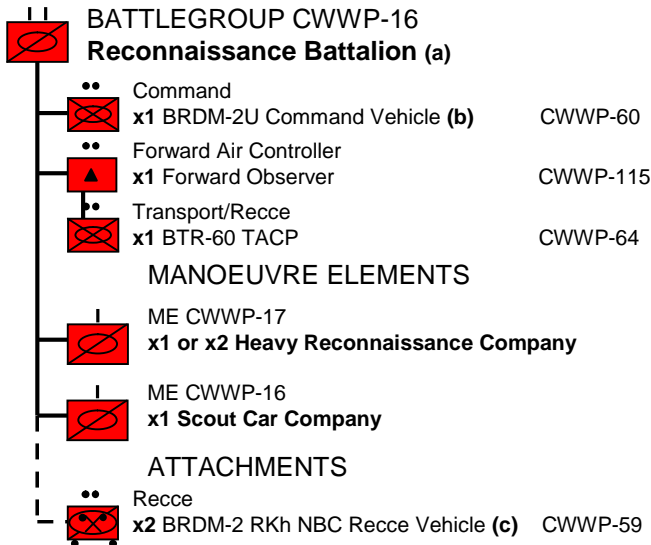 BATTLEGROUP CWWP-16
Reconnaissance Battalion (a)
Command
x1 BRDM-2U Command Vehicle (b) CWWP-60
Forward Air Controller
x1 Forward Observer CWWP-115
Transport/Recce
x1 BTR-60 TACP CWWP-64
MANOEUVRE ELEMENTS
ME CWWP-17
x1 or x2 Heavy Reconnaissance Company
ME CWWP-16
x1 Scout Car Company
ATTACHMENTS
Recce
x2 BRDM-2 RKh NBC Recce Vehicle (c) CWWP-59